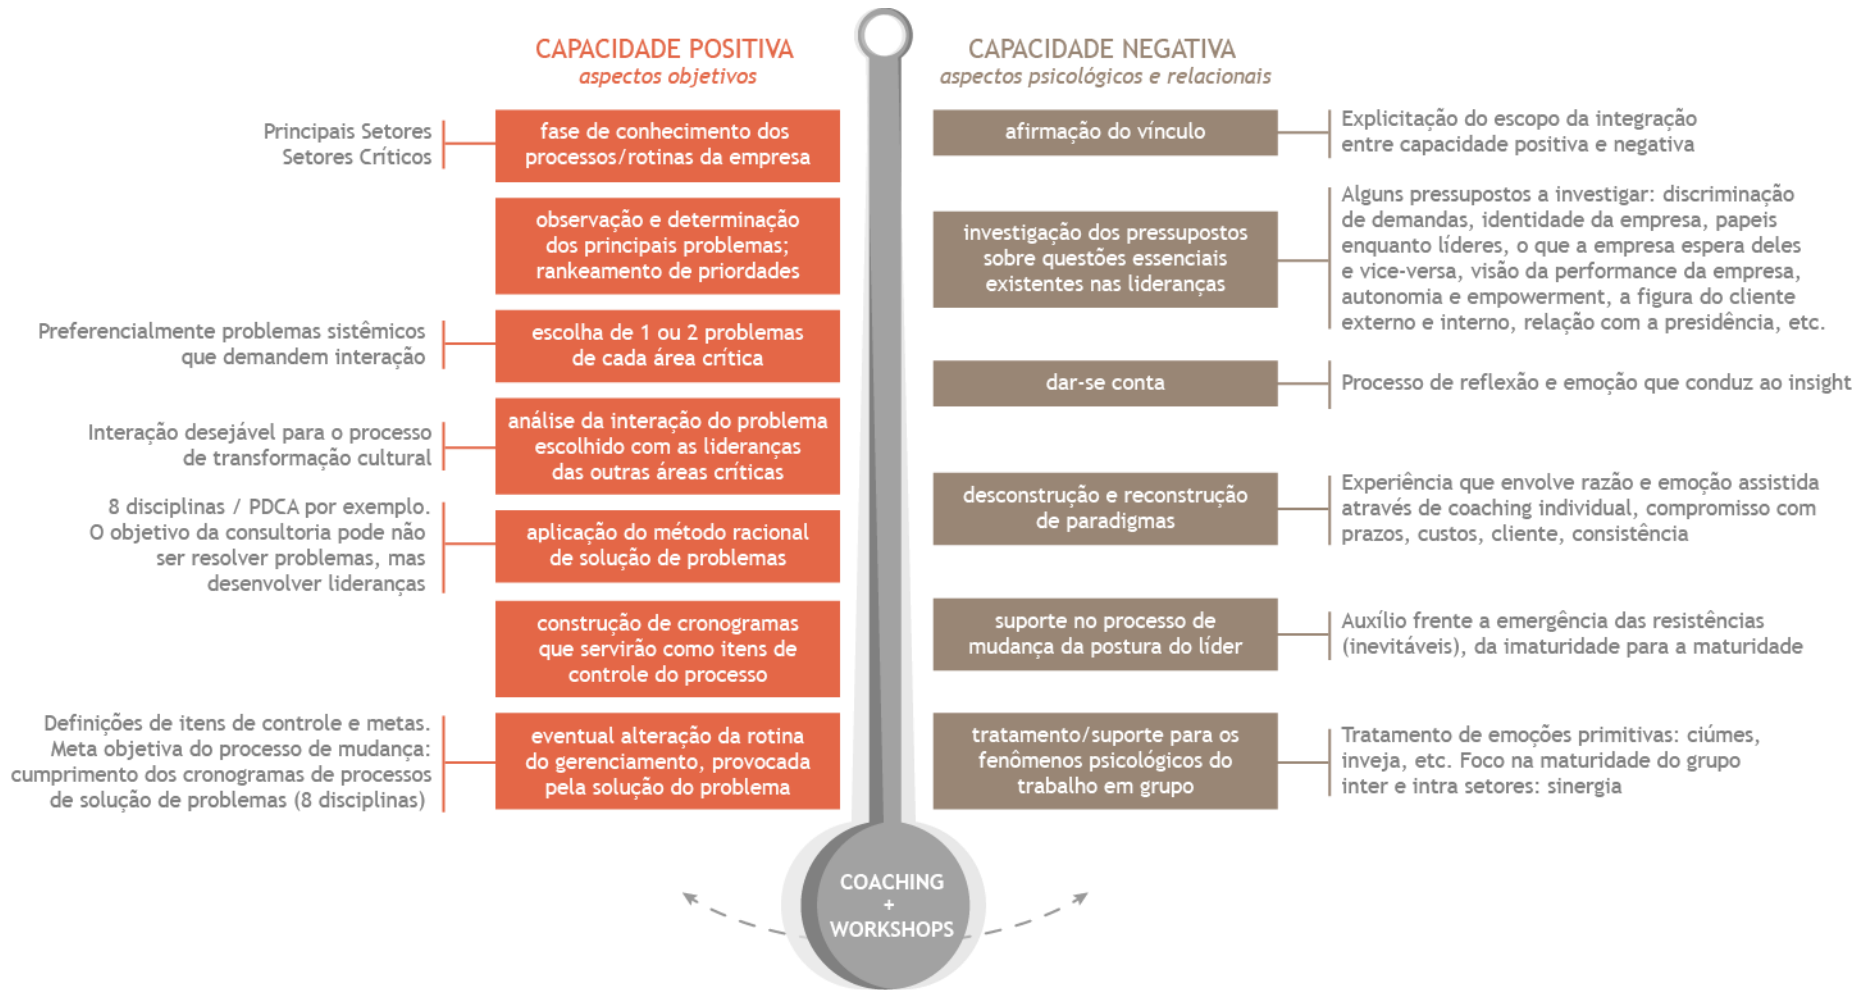 CAPACIDADE POSITIVA
aspectos objetivos
Principais Setores
Setores Críticos
fase de conhecimento dos
processos/rotinas da empresa
observação e determinação
dos principais problemas;
rankeamento de priordades
Preferencialmente problemas sistêmicos
que demandem interação
escolha de 1 ou 2 problemas
de cada área crítica
Interação desejável para o processo
de transformação cultural
análise da interação do problema
escolhido com as lideranças
das outras áreas críticas
8 disciplinas / PDCA por exemplo.
O objetivo da consultoria pode não
ser resolver problemas, mas
desenvolver lideranças
aplicação do método racional
de solução de problemas
construção de cronogramas
que servirão como itens de
controle do processo
Definições de itens de controle e metas.
Meta objetiva do processo de mudança:
cumprimento dos cronogramas de processos
de solução de problemas (8 disciplinas)
eventual alteração da rotina
do gerenciamento, provocada
pela solução do problema
CAPACIDADE NEGATIVA
aspectos psicológicos e relacionais
afirmação do vínculo
Explicitação do escopo da integração
entre capacidade positiva e negativa
investigação dos pressupostos
sobre questões essenciais
existentes nas lideranças
Alguns pressupostos a investigar: discriminação
de demandas, identidade da empresa, papeis
enquanto líderes, o que a empresa espera deles
e vice-versa, visão da performance da empresa,
autonomia e empowerment, a figura do cliente
externo e interno, relação com a presidência, etc.
dar-se conta
Processo de reflexão e emoção que conduz ao insight
desconstrução e reconstrução
de paradigmas
Experiência que envolve razão e emoção assistida
através de coaching individual, compromisso com
prazos, custos, cliente, consistência
suporte no processo de
mudança da postura do líder
Auxílio frente a emergência das resistências
(inevitáveis), da imaturidade para a maturidade
tratamento/suporte para os
fenômenos psicológicos do
trabalho em grupo
Tratamento de emoções primitivas: ciúmes,
inveja, etc. Foco na maturidade do grupo
inter e intra setores: sinergia
COACHING
+
WORKSHOPS